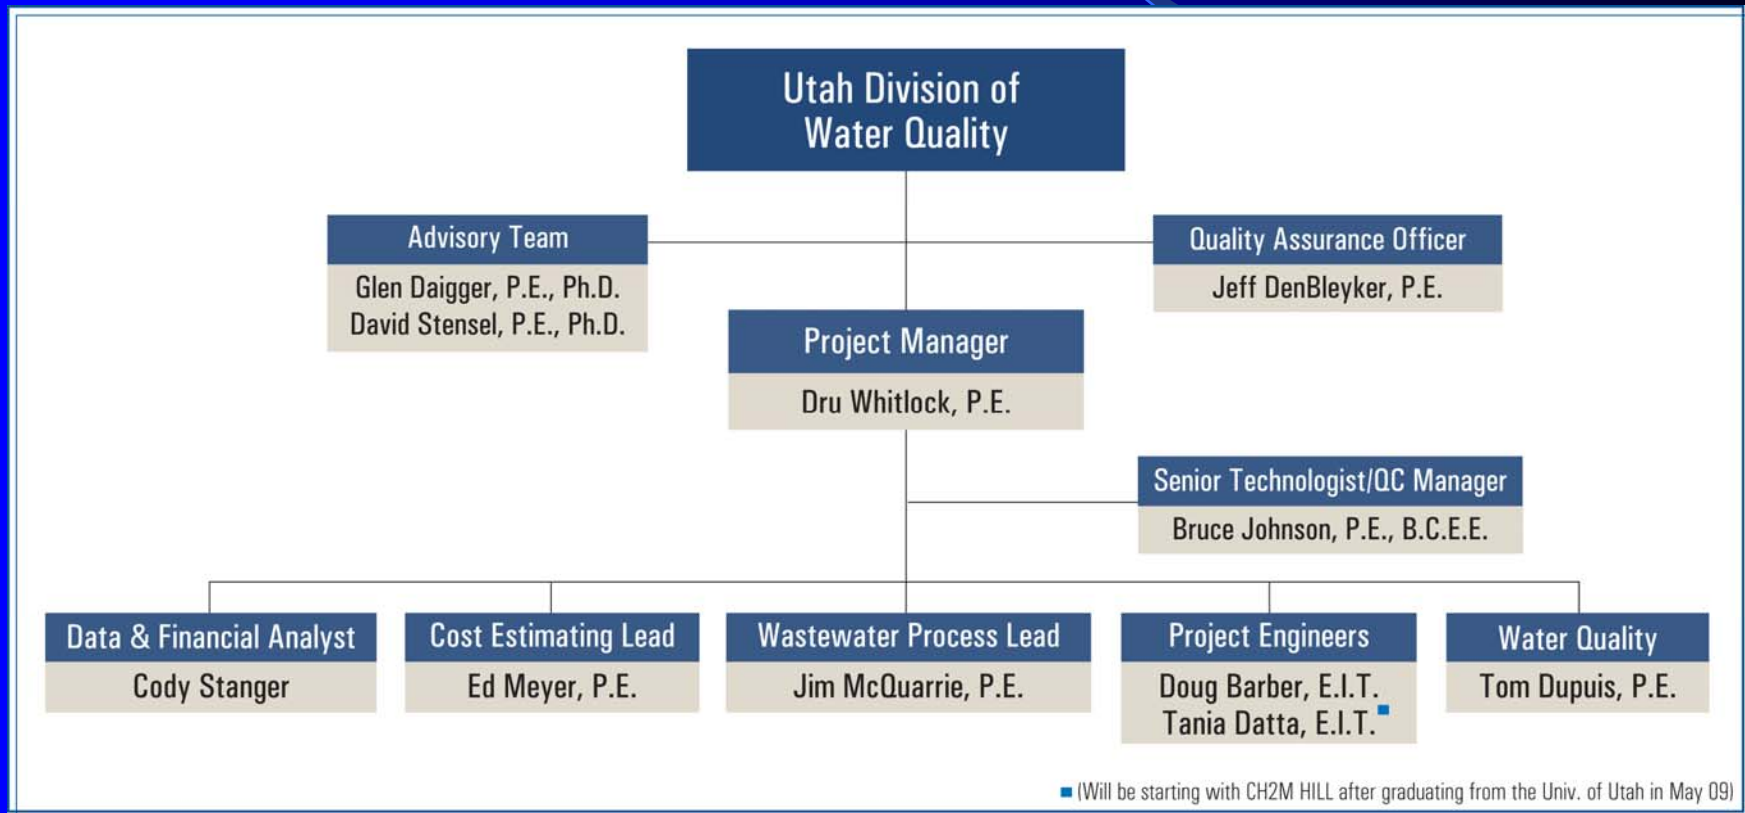 Utah Division of
Water Quality
Advisory Team
Glen Daigger, P.E., Ph.D.
David Stensel, P.E., Ph.D.
Quality Assurance Officer
Jeff DenBleyker, P.E.
Project Manager
Dru Whitlock, P.E.
Senior Technologist/QC Manager
Bruce Johnson, P.E., B.C.E.E.
Data & Financial Analyst
Cody Stanger
Cost Estimating Lead
Ed Meyer, P.E.
Wastewater Process Lead
Jim McQuarrie, P.E.
Project Engineers
Doug Barber, E.I.T.
Tania Datta, E.I.T. ■
Water Quality
Tom Dupuis, P.E.
■ (Will be starting with CH2M HILL after graduating from the Univ. of Utah in May 09)